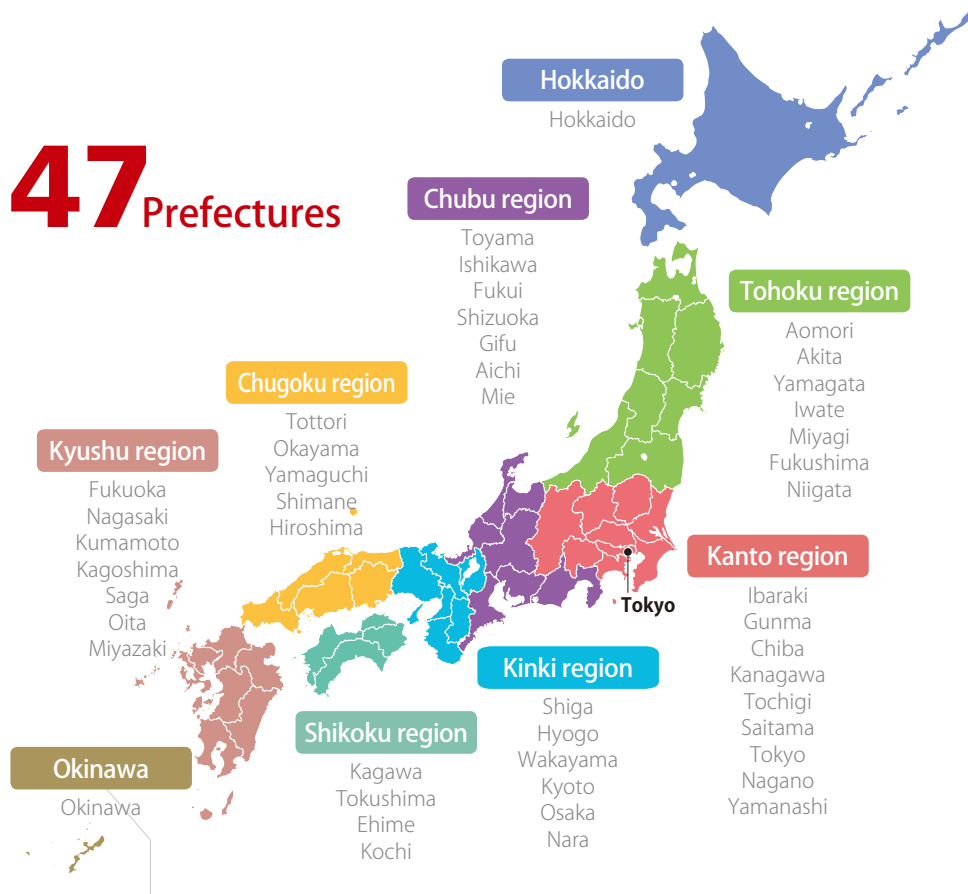 47 Prefectures
Hokkaido
Hokkaido
Chubu region
Toyama
Ishikawa
Fukui
Shizuoka
Gifu
Aichi
Mie
Tohoku region
Aomori
Akita
Yamagata
Iwate
Miyagi
Fukushima
Niigata
Chugoku region
Tottori
Okayama
Yamaguchi
Shimane
Hiroshima
Kyushu region
Fukuoka
Nagasaki
Kumamoto
Kagoshima
Saga
Oita
Miyazaki
Kanto region
Ibaraki
Gunma
Chiba
Kanagawa
Tochigi
Saitama
Tokyo
Nagano
Yamanashi
Tokyo
Kinki region
Shiga
Hyogo
Wakayama
Kyoto
Osaka
Nara
Shikoku region
Kagawa
Tokushima
Ehime
Kochi
Okinawa
Okinawa